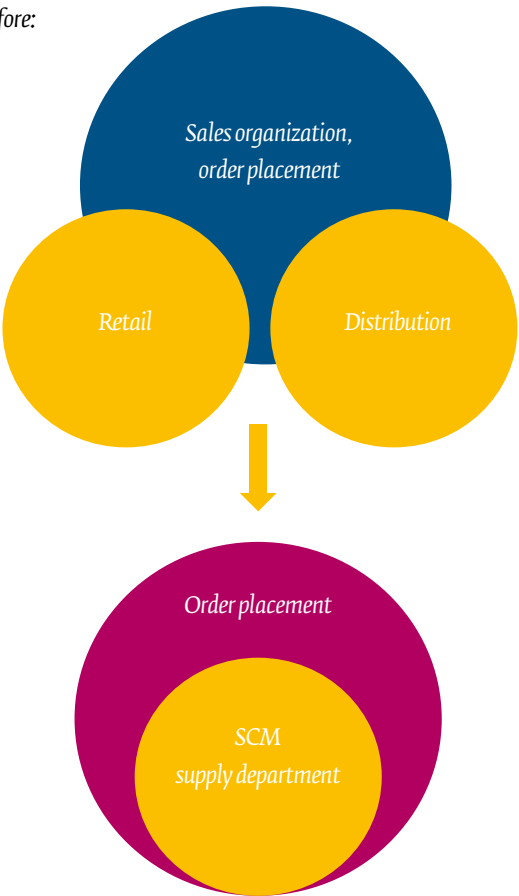 fore:
Sales organization,
order placement
Retail
Distribution
Order placement
SCM
supply department